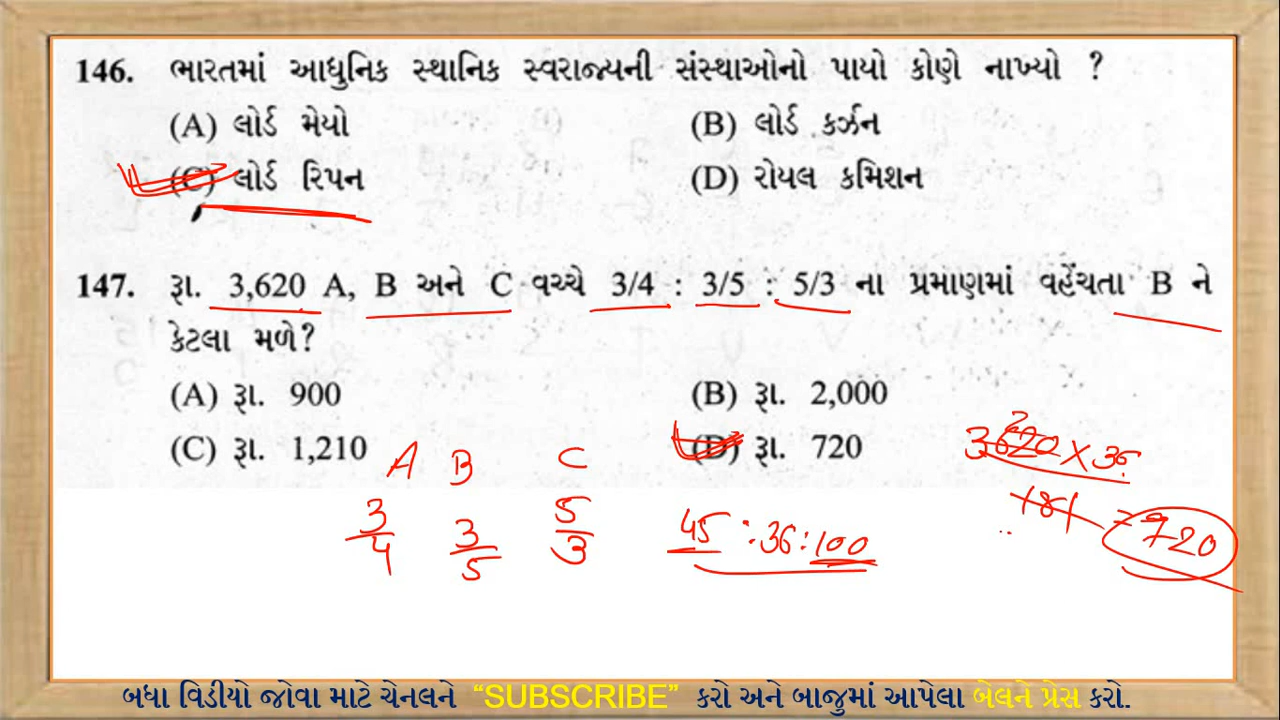 146. ભારતમાં આધુનિક સ્થાનિક સ્વરાજ્યની સંસ્થાઓનો પાયો કોણે નાખ્યો ?
(A) લોર્ડ મેયો (B) લોર્ડ કર્ઝન
(C) લોર્ડ રિપન (D) રોયલ કમિશન
147. રૂા. 3,620 A, B અને C વચ્ચે 3/4 : 3/5 : 5/3 ના પ્રમાણમાં વહેંચતા B ને
કેટલા મળે?
(A) રૂા. 900 (B) રૂા. 2,000
(C) રૂા. 1,210 (D) રૂા. 720
A B C
3/4 3/5 5/3
45 : 36 : 100
20
3620 × 36
181 = 720
બધા વિડીયો જોવા માટે ચેનલને “SUBSCRIBE” કરો અને બાજુમાં આપેલા બેલને પ્રેસ કરો.